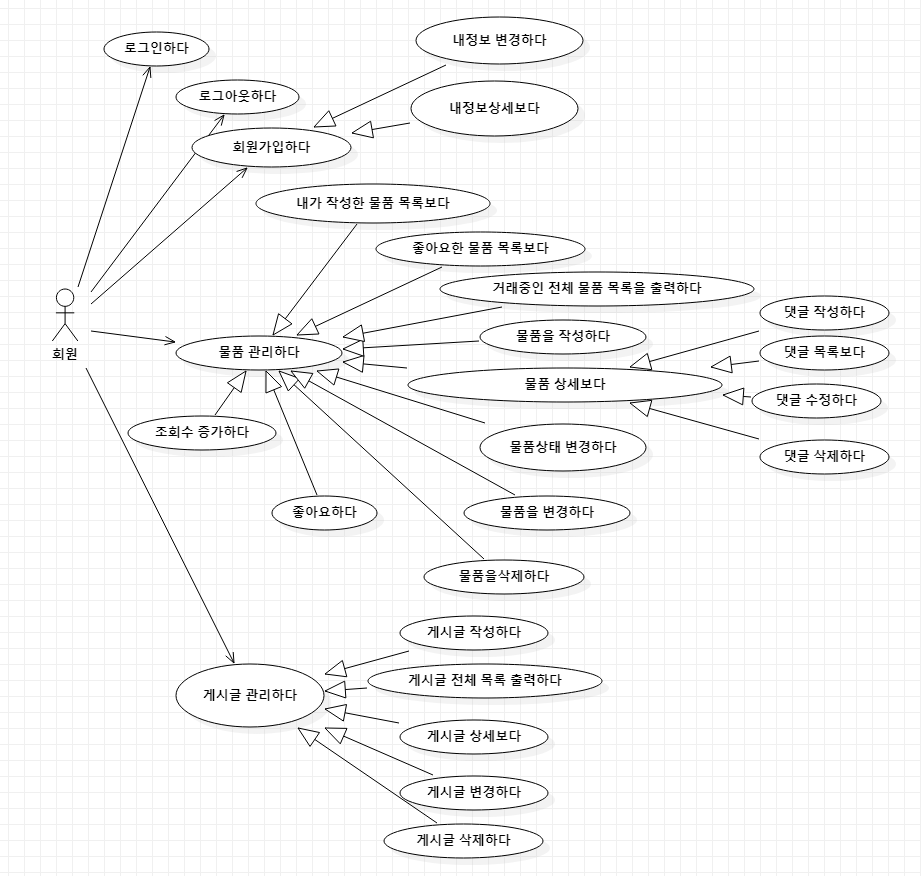 로그인하다
내정보 변경하다
로그아웃하다
내정보상세보다
회원가입하다
내가 작성한 물품 목록보다
좋아요한 물품 목록보다
거래중인 전체 물품 목록을 출력하다
댓글 작성하다
물품을 작성하다
회원
물품 관리하다
댓글 목록보다
물품 상세보다
댓글 수정하다
조회수 증가하다
물품상태 변경하다
댓글 삭제하다
좋아요하다
물품을 변경하다
물품을삭제하다
게시글 작성하다
게시글 전체 목록 출력하다
게시글 관리하다
게시글 상세보다
게시글 변경하다
게시글 삭제하다